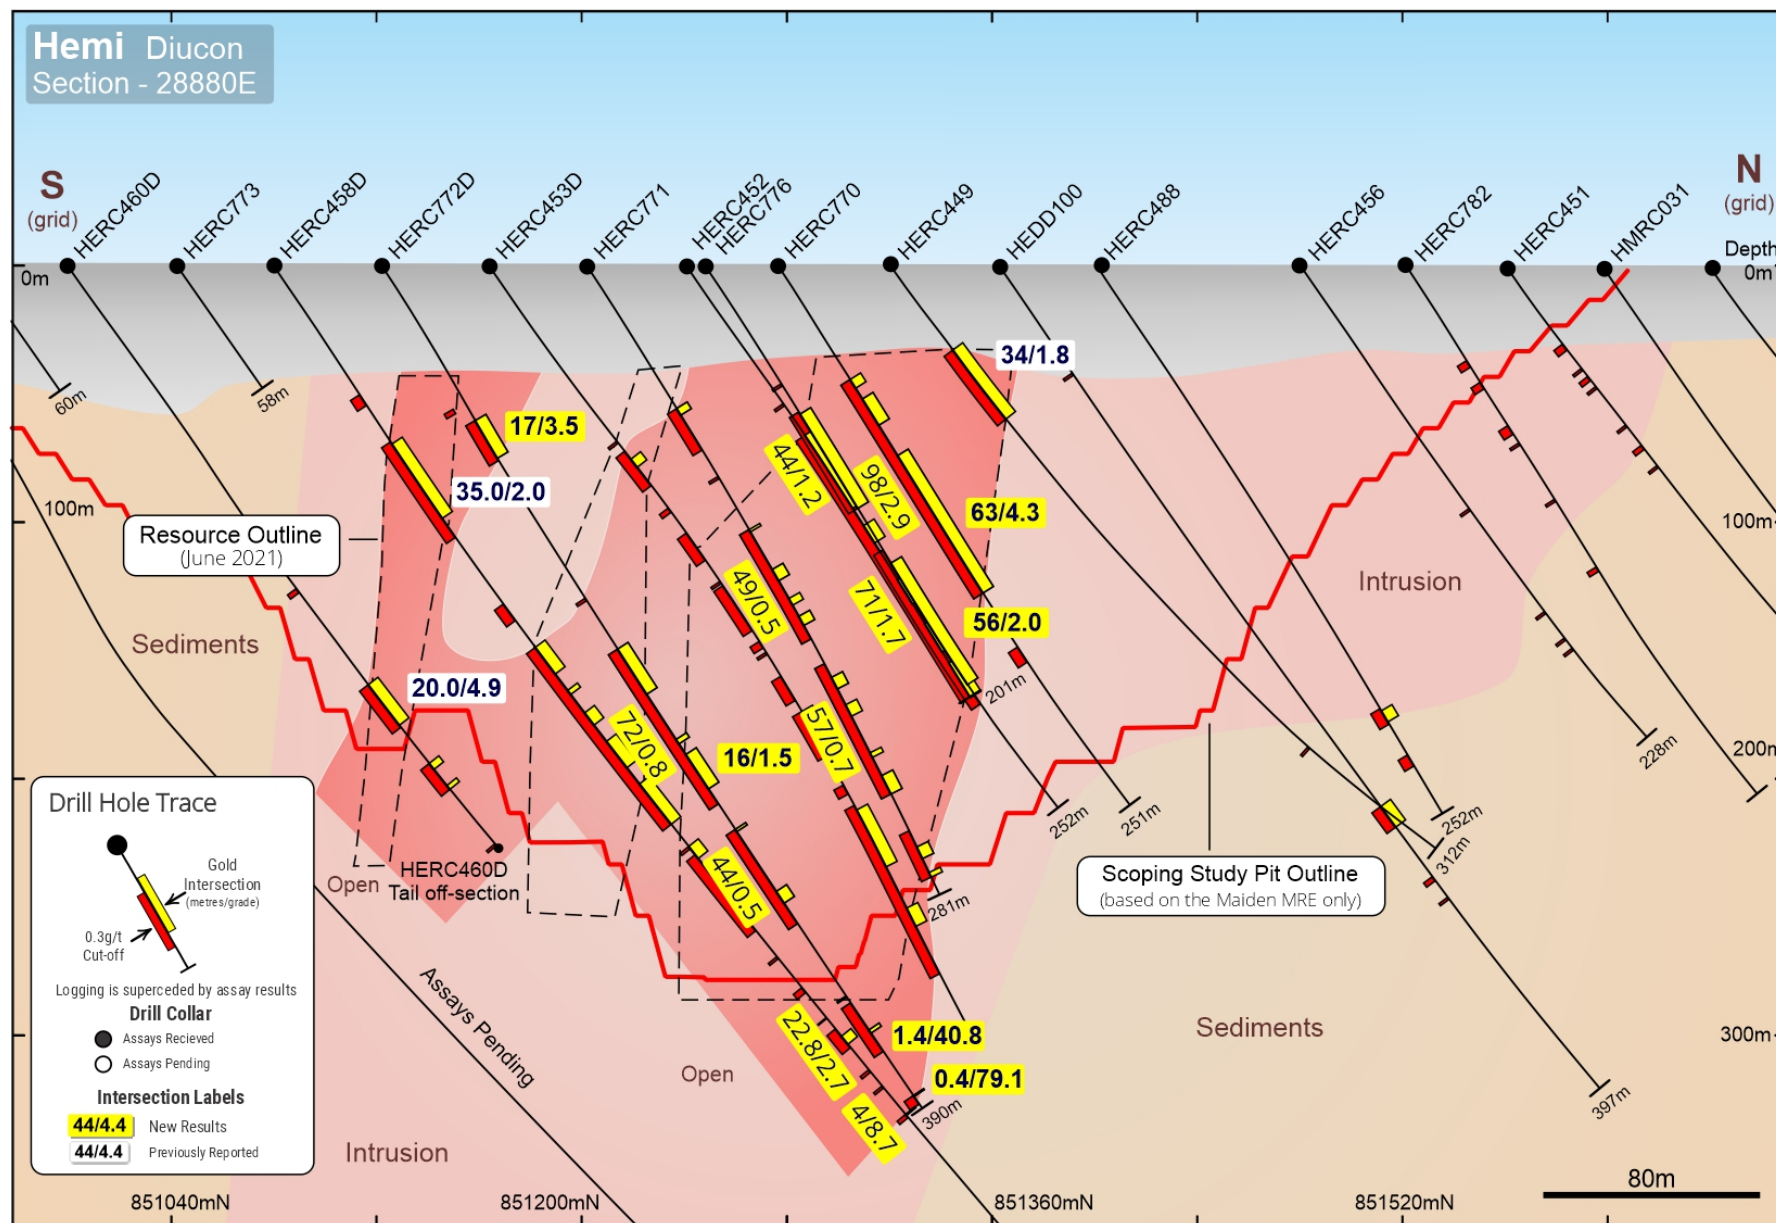 Hemi Diucon
Section - 28880E
S
(grid)
N
(grid)
HERC460D
HERC773
HERC458D
HERC772D
HERC453D
HERC771
HERC452
HERC776
HERC770
HERC449
HEDD100
HERC488
HERC456
HERC782
HERC451
HMRC031
Depth
0m
0m
60m
58m
34/1.8
17/3.5
35.0/2.0
44/1.2
98/2.9
63/4.3
100m
100m
Resource Outline
(June 2021)
49/0.5
71/1.7
56/2.0
Intrusion
Sediments
20.0/4.9
201m
57/0.7
72/0.8
16/1.5
228m
200m
252m
251m
252m
312m
Drill Hole Trace
Gold
Intersection
(metres/grade)
0.3g/t
Cut-off
Logging is superceded by assay results
Drill Collar
Assays Recieved
Assays Pending
Intersection Labels
44/4.4 New Results
44/4.4 Previously Reported
Open
HERC460D
Tail off-section
44/0.5
281m
Scoping Study Pit Outline
(based on the Maiden MRE only)
Assays Pending
22.8/2.7
1.4/40.8
Sediments
300m
Open
0.4/79.1
4/8.7
390m
397m
Intrusion
80m
851040mN
851200mN
851360mN
851520mN